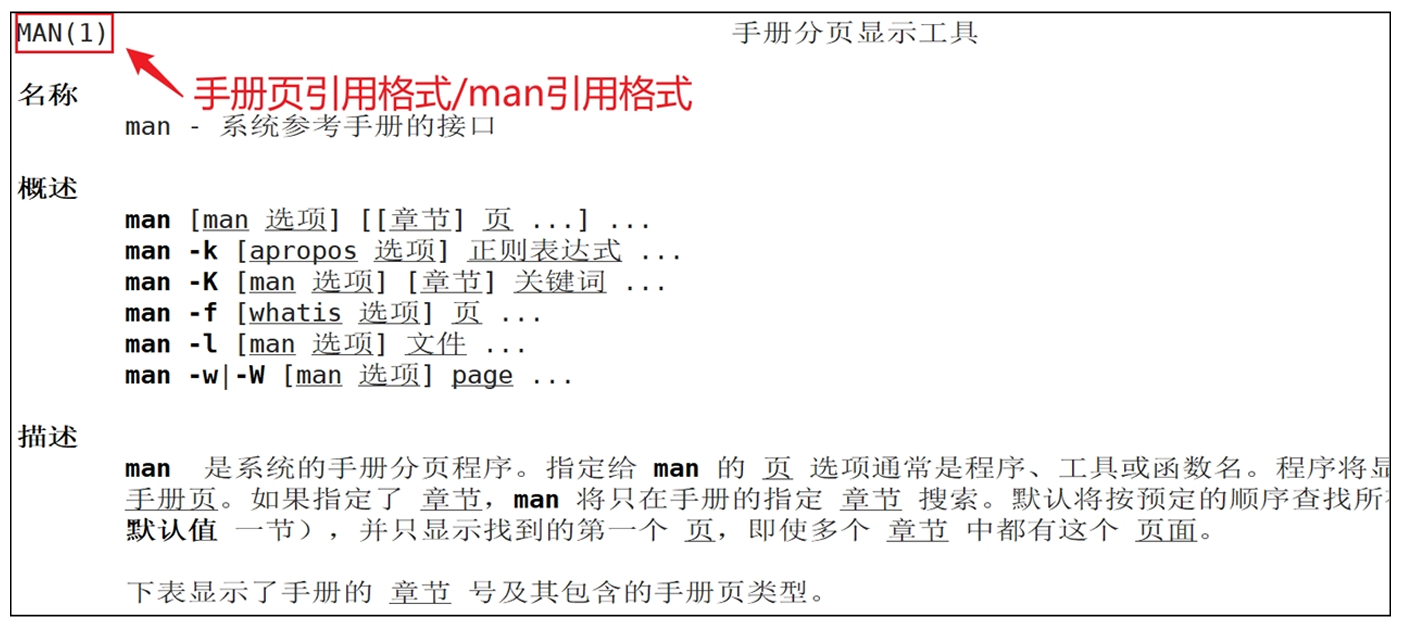 MAN(1) 手册分页显示工具
手册页引用格式/man引用格式
名称
man - 系统参考手册的接口
概述
man [man 选项] [[章节] 页 ...] ...
man -k [apropos 选项] 正则表达式 ...
man -K [man 选项] [章节] 关键词 ...
man -f [whatis 选项] 页 ...
man -l [man 选项] 文件 ...
man -w|-W [man 选项] page ...
描述
man 是系统的手册分页程序。指定给 man 的 页 选项通常是程序、工具或函数名。程序将显
手册页。如果指定了 章节，man 将只在手册的指定 章节 搜索。默认将按预定的顺序查找所
默认值 一节），并只显示找到的第一个 页，即使多个 章节 中都有这个 页面。
下表显示了手册的 章节 号及其包含的手册页类型。